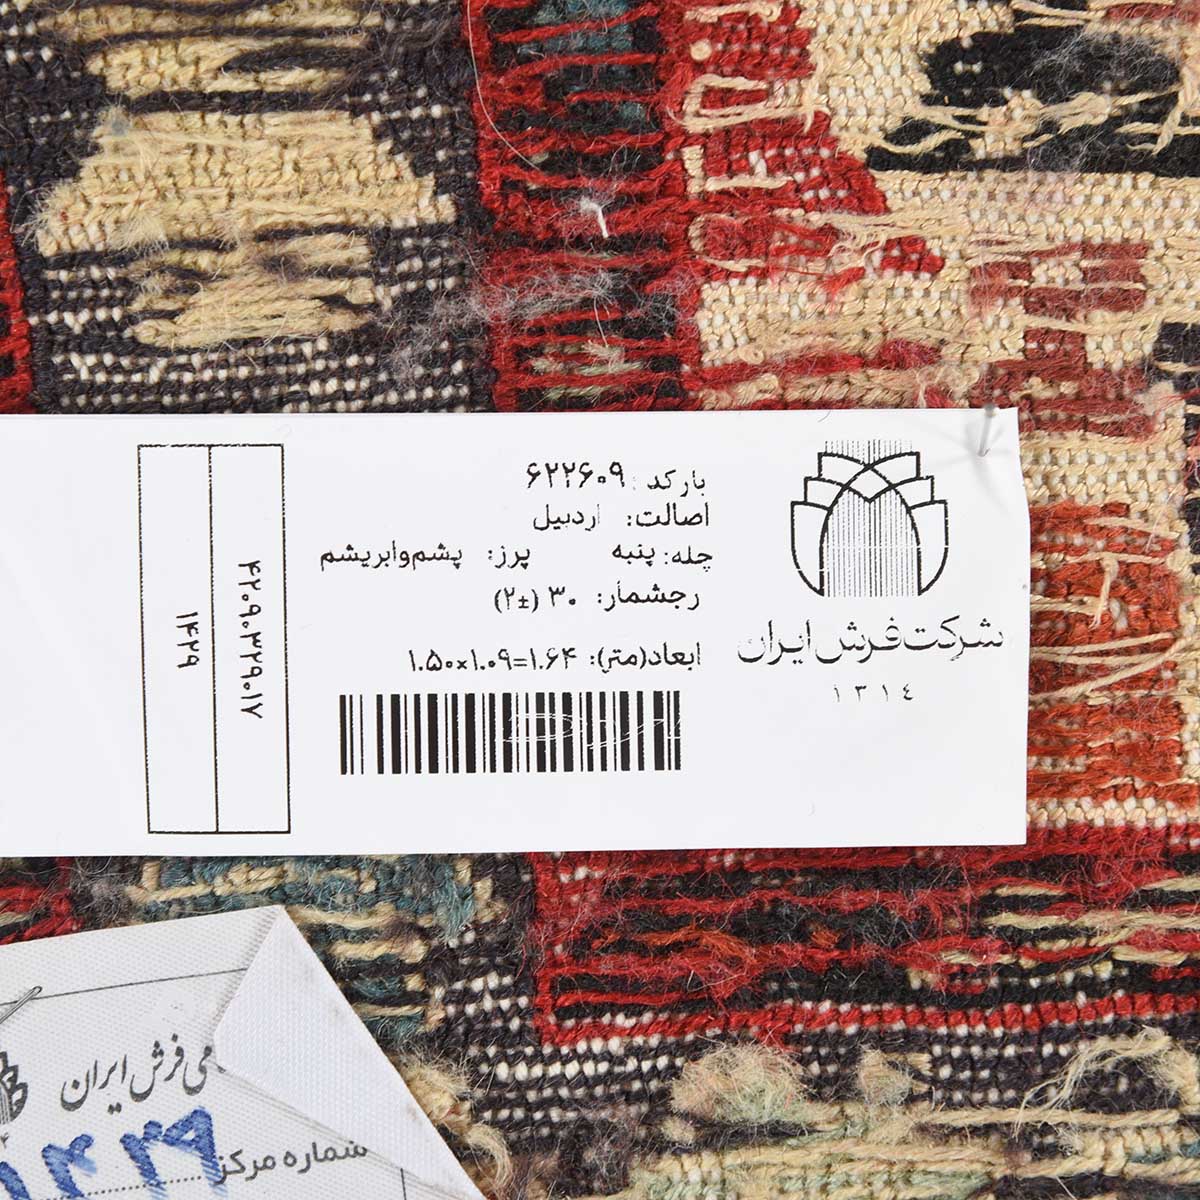 بارکد: ۶۲۲۶۰۹
اصالت: اردبیل
چله: پنبه پرز: پشم‌وابریشم
رجشمار: ۳۰ (±۲)
ابعاد(متر): ۱.۵۰×۱.۰۹=۱.۶۴
شرکت فرش ایران
۱۳۱٤
۴۲۰۹۰۳۲۹۰۱۷
۱۴۲۹
فرش ایران
شماره مرکز